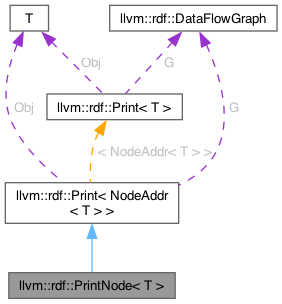 T
llvm::rdf::DataFlowGraph
Obj
G
llvm::rdf::Print< T >
Obj
G
< NodeAddr< T > >
llvm::rdf::Print< NodeAddr
< T > >
llvm::rdf::PrintNode< T >